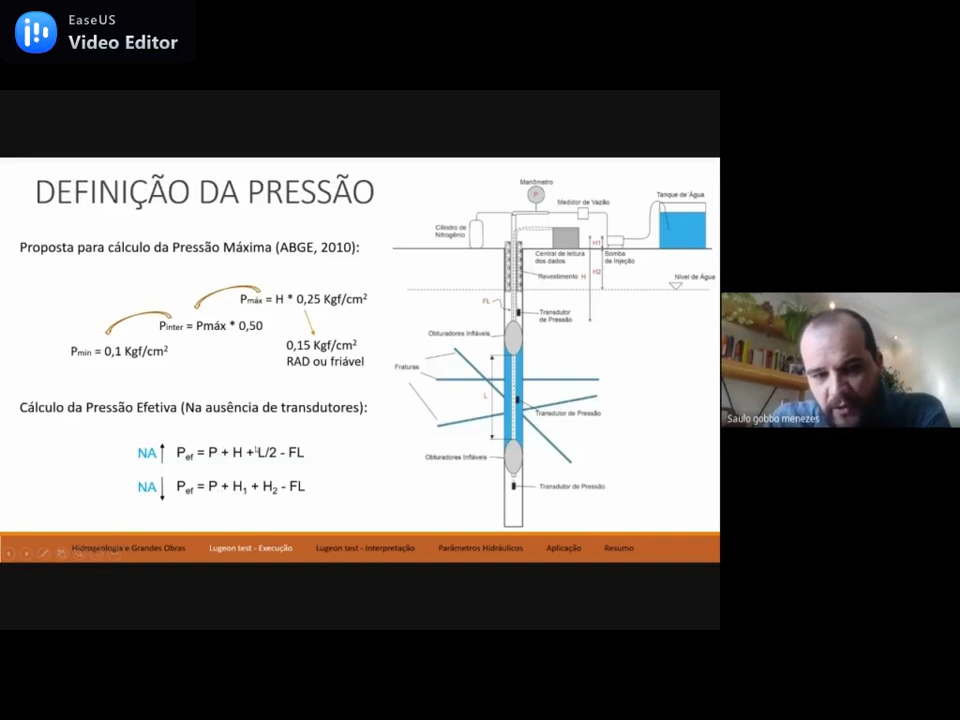 EaseUS
Video Editor
DEFINIÇÃO DA PRESSÃO
Proposta para cálculo da Pressão Máxima (ABGE, 2010):
Pmáx = H * 0,25 Kgf/cm²
Pinter = Pmáx * 0,50
Pmin = 0,1 Kgf/cm²
0,15 Kgf/cm²
RAD ou friável
Cálculo da Pressão Efetiva (Na ausência de transdutores):
NA Pef = P + H + L/2 - FL
NA Pef = P + H1 + H2 - FL
Manômetro
P
Medidor de Vazão
Tanque de Água
Cilindro de
Nitrogênio
H1
Central de leitura
dos dados
Bomba
de Injeção
Revestimento
H
H2
Nível de Água
FL
Transdutor
de Pressão
Obturadores Infláveis
Fraturas
L
Transdutor de Pressão
Obturadores Infláveis
Transdutor de Pressão
Hidrogeologia e Grandes Obras
Lugeon test - Execução
Lugeon test - Interpretação
Parâmetros Hidráulicos
Aplicação
Resumo
Saulo gobbo menezes